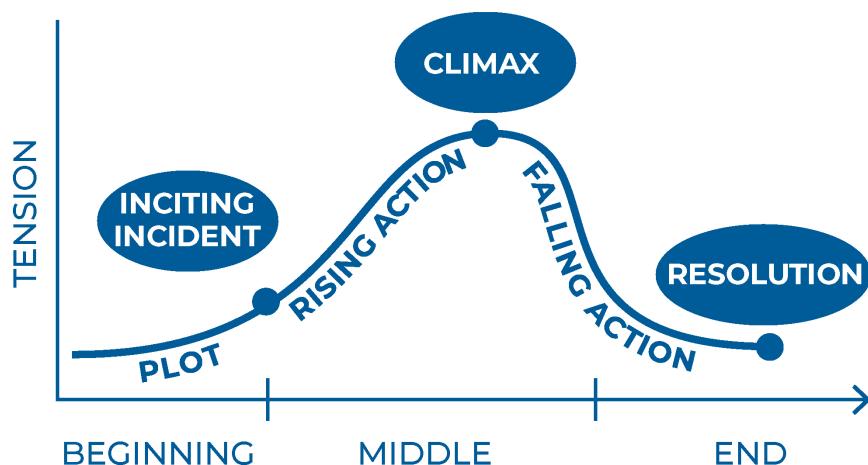 CLIMAX
TENSION
INCITING
INCIDENT
RISING ACTION
FALLING ACTION
RESOLUTION
PLOT
BEGINNING
MIDDLE
END